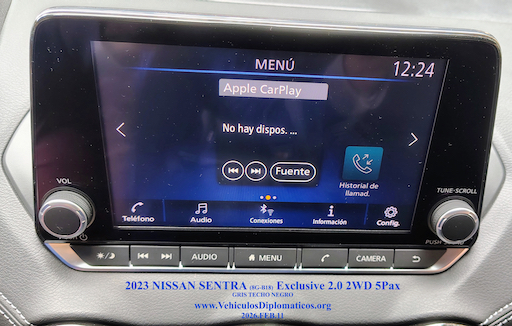 MENÚ
12:24
Apple CarPlay
No hay dispos. ...
Fuente
Historial de
llamad.
VOL
TUNE·SCROLL
Teléfono
Audio
Conexiones
Información
Config.
AUDIO
MENU
CAMERA
2023 NISSAN SENTRA (8G-B18) Exclusive 2.0 2WD 5Pax
GRIS TECHO NEGRO
www.VehiculosDiplomaticos.org
2026.FEB.11